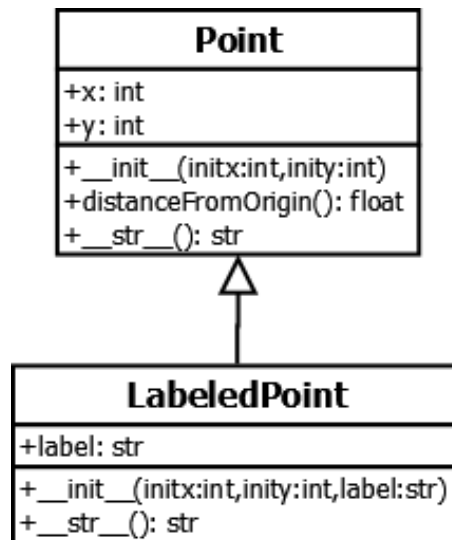 Point
+x: int
+y: int
+__init__(initx:int,inity:int)
+distanceFromOrigin(): float
+__str__(): str
LabeledPoint
+label: str
+__init__(initx:int,inity:int,label:str)
+__str__(): str